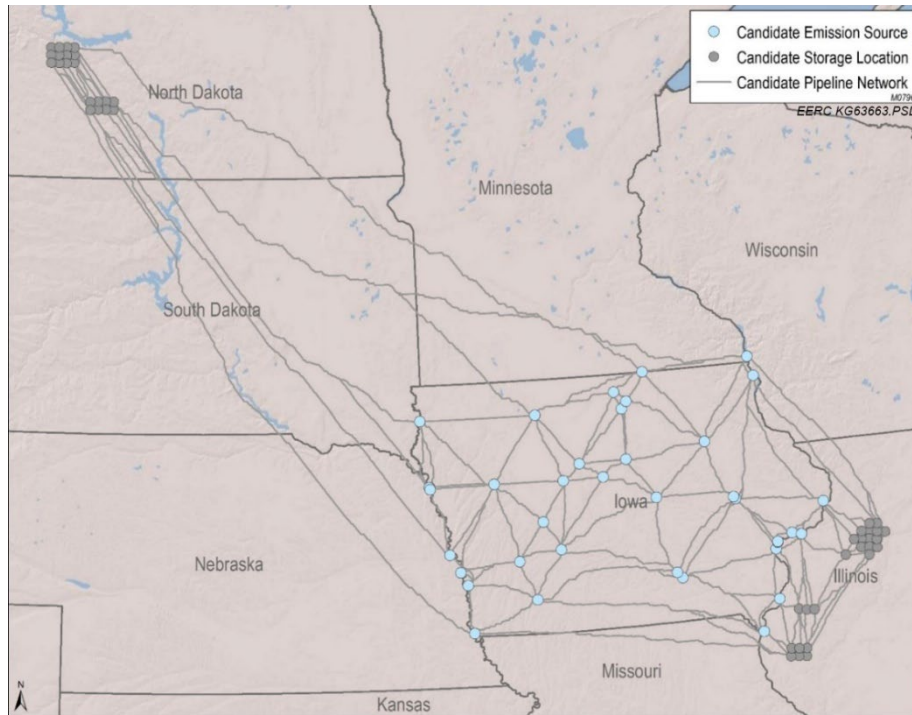 Candidate Emission Source
Candidate Storage Location
Candidate Pipeline Network
EERC KG63663.PSD
North Dakota
Minnesota
Wisconsin
South Dakota
Iowa
Nebraska
Illinois
Missouri
Kansas
N